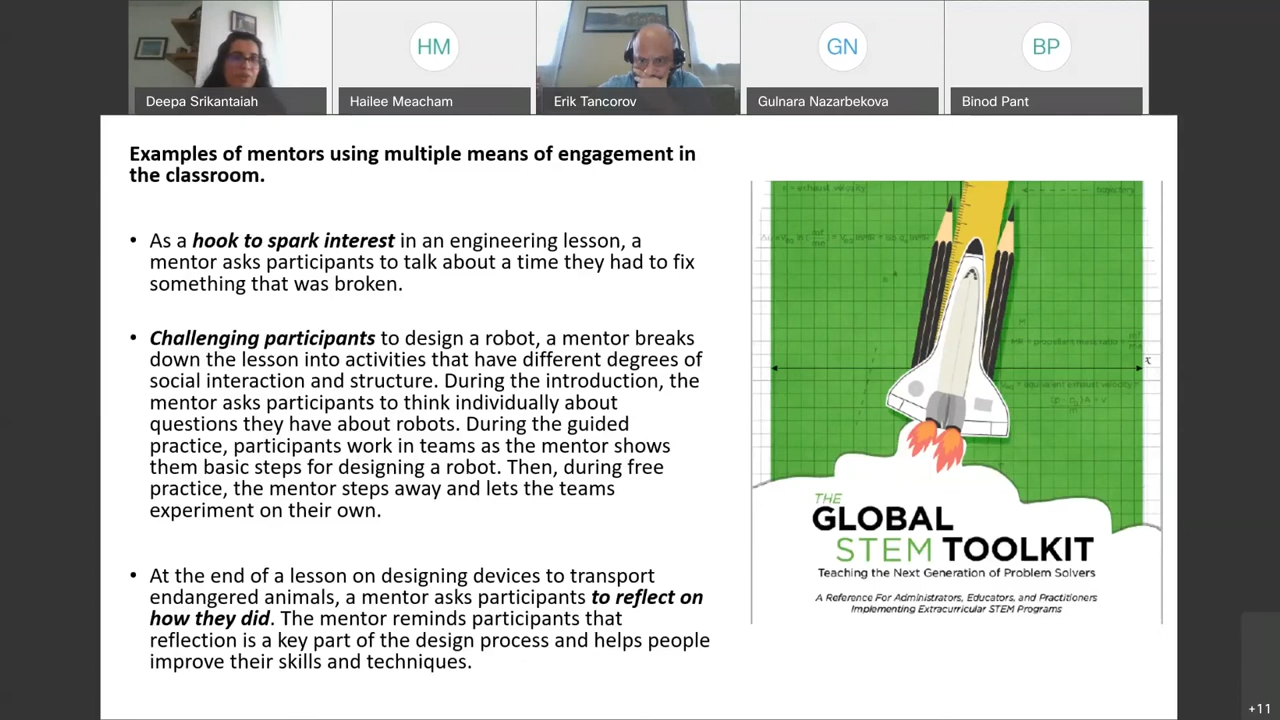 HM
GN
BP
Deepa Srikantaiah
Hailee Meacham
Erik Tancorov
Gulnara Nazarbekova
Binod Pant
Examples of mentors using multiple means of engagement in
the classroom.
• As a hook to spark interest in an engineering lesson, a
mentor asks participants to talk about a time they had to fix
something that was broken.
• Challenging participants to design a robot, a mentor breaks
down the lesson into activities that have different degrees of
social interaction and structure. During the introduction, the
mentor asks participants to think individually about
questions they have about robots. During the guided
practice, participants work in teams as the mentor shows
them basic steps for designing a robot. Then, during free
practice, the mentor steps away and lets the teams
experiment on their own.
• At the end of a lesson on designing devices to transport
endangered animals, a mentor asks participants to reflect on
how they did. The mentor reminds participants that
reflection is a key part of the design process and helps people
improve their skills and techniques.
= exhaust velocity
trajectory
THE
GLOBAL
STEM TOOLKIT
Teaching the Next Generation of Problem Solvers
A Reference For Administrators, Educators, and Practitioners
Implementing Extracurricular STEM Programs
+11